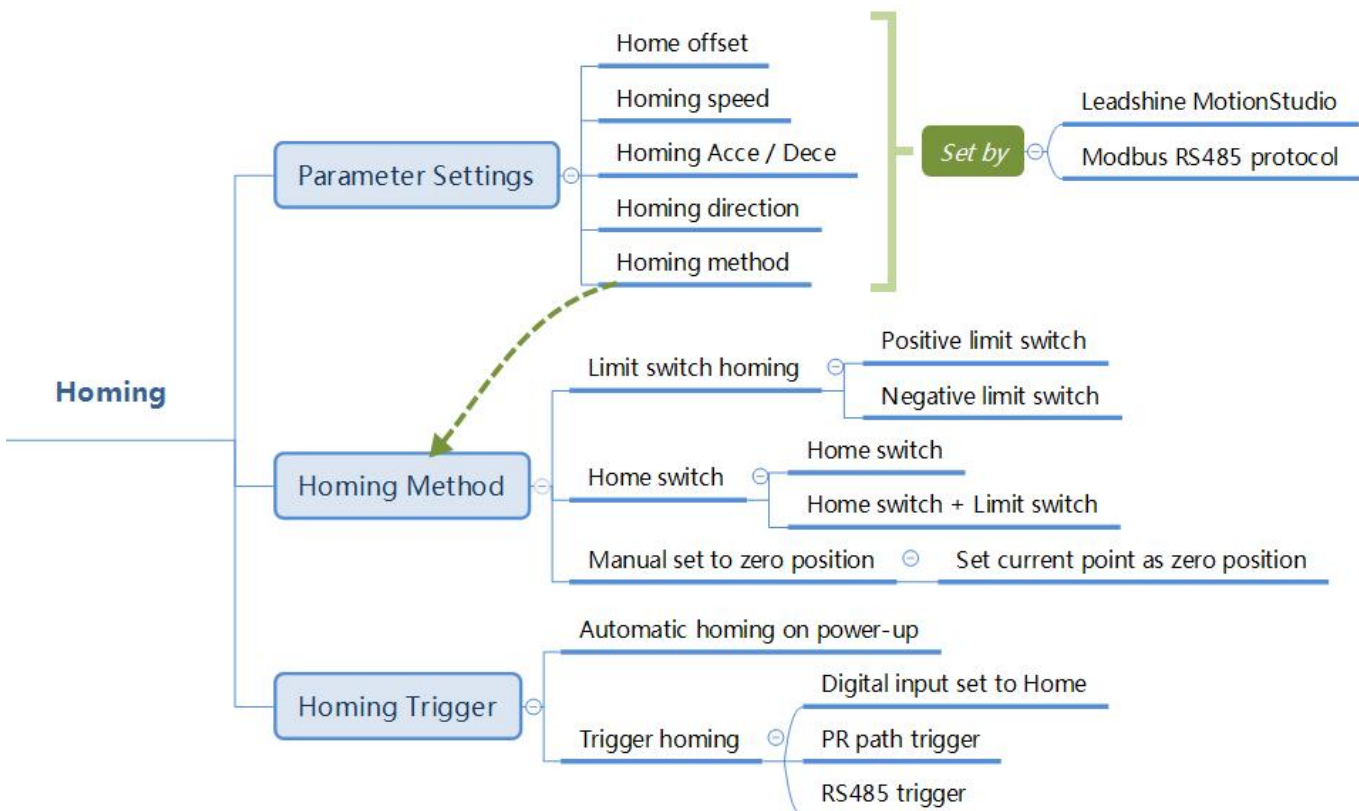 Home offset
Homing speed
Homing Acce / Dece
Homing direction
Homing method
Parameter Settings
Set by
Leadshine MotionStudio
Modbus RS485 protocol
Homing
Homing Method
Limit switch homing
Positive limit switch
Negative limit switch
Home switch
Home switch
Home switch + Limit switch
Manual set to zero position
Set current point as zero position
Homing Trigger
Automatic homing on power-up
Trigger homing
Digital input set to Home
PR path trigger
RS485 trigger